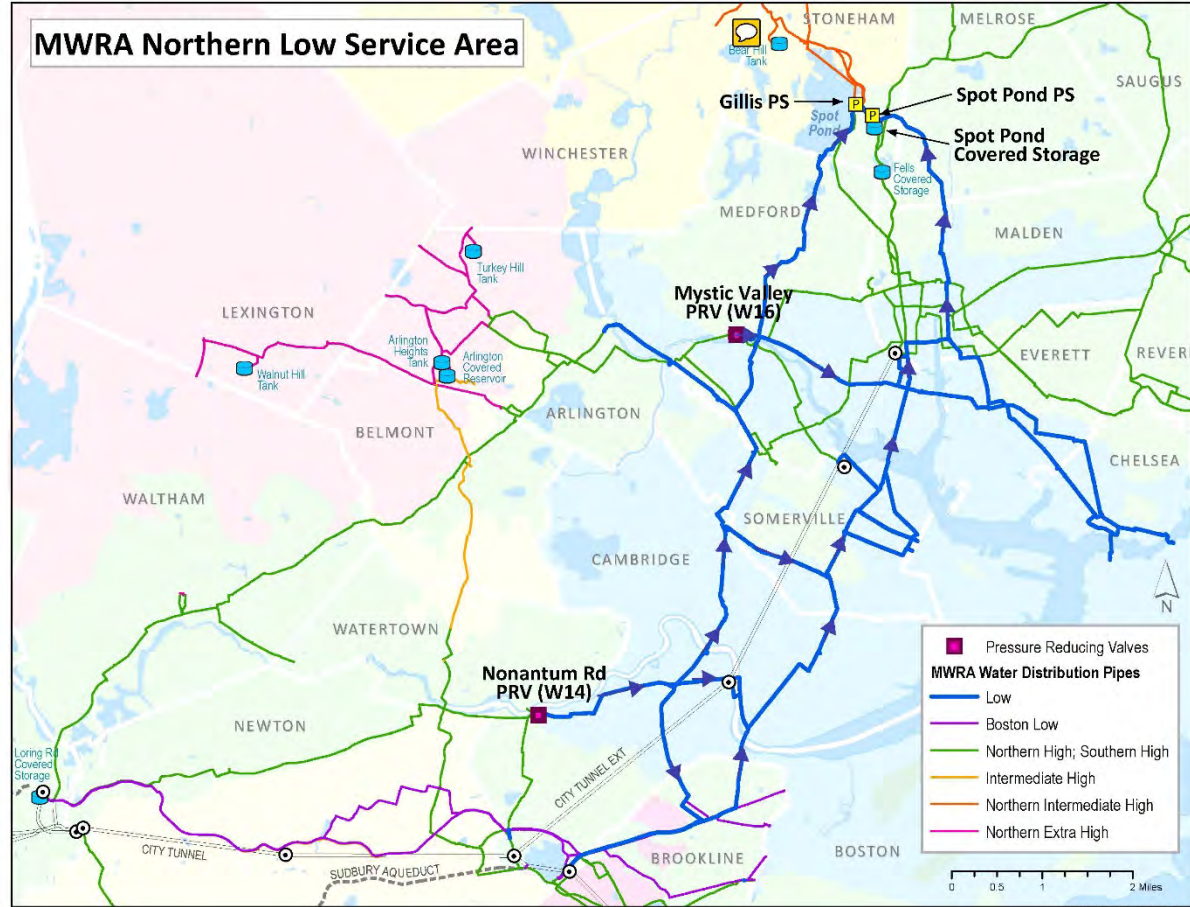 MWRA Northern Low Service Area
STONEHAM
MELROSE
Bear Hill
Tank
SAUGUS
Gillis PS
Spot Pond PS
Spot
Pond
Spot Pond
Covered Storage
WINCHESTER
Fells
Covered
Storage
MEDFORD
MALDEN
Turkey Hill
Tank
Mystic Valley
PRV (W16)
LEXINGTON
Arlington
Heights
Tank
Arlington
Covered
Reservoir
Walnut Hill
Tank
EVERETT
REVERE
ARLINGTON
BELMONT
CHELSEA
WALTHAM
SOMERVILLE
CAMBRIDGE
N
WATERTOWN
Nonantum Rd
PRV (W14)
NEWTON
Loring Rd
Covered
Storage
CITY TUNNEL EXT
CITY TUNNEL
SUDBURY AQUEDUCT
BROOKLINE
BOSTON
Pressure Reducing Valves
MWRA Water Distribution Pipes
Low
Boston Low
Northern High; Southern High
Intermediate High
Northern Intermediate High
Northern Extra High
0 0.5 1 2 Miles
P
P